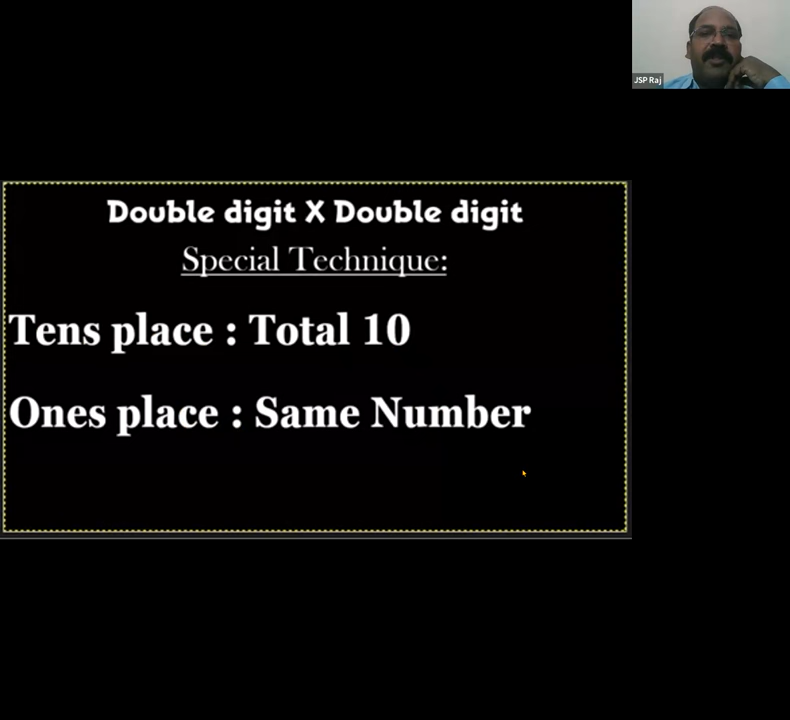 JSP Raj
Double digit X Double digit
Special Technique:
Tens place : Total 10
Ones place : Same Number